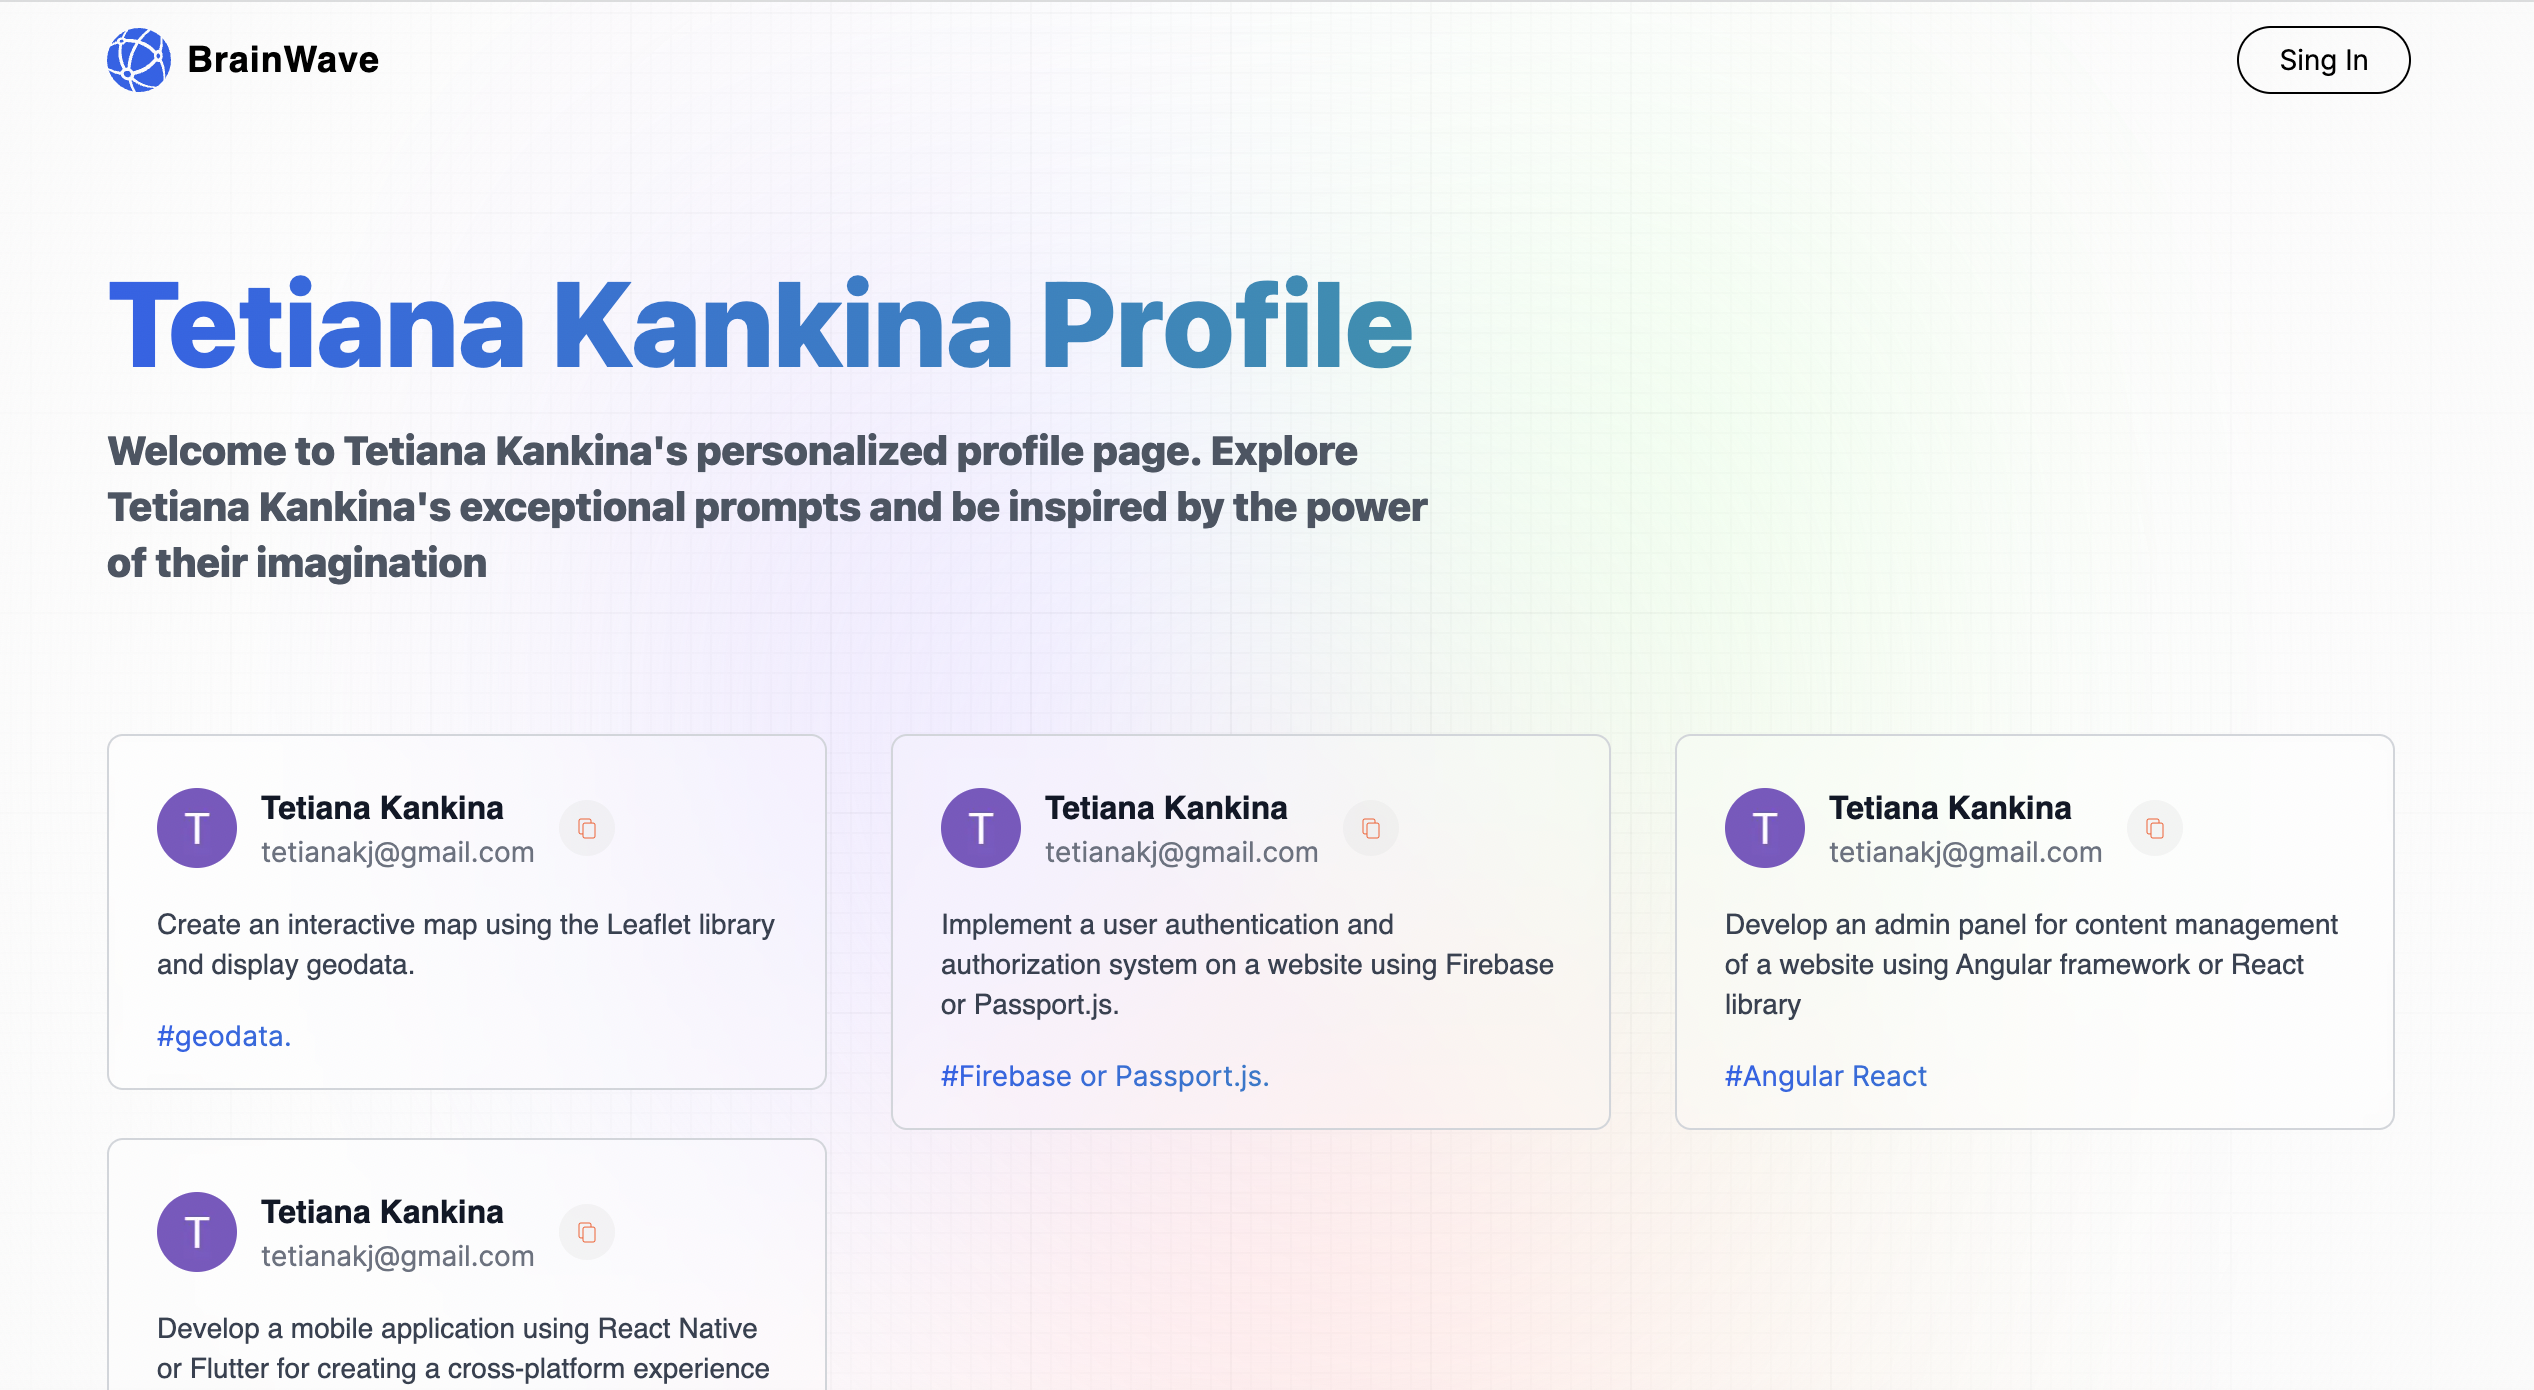 BrainWave
Sing In
Tetiana Kankina Profile
Welcome to Tetiana Kankina's personalized profile page. Explore
Tetiana Kankina's exceptional prompts and be inspired by the power
of their imagination
T
Tetiana Kankina
tetianakj@gmail.com
Create an interactive map using the Leaflet library
and display geodata.
#geodata.
T
Tetiana Kankina
tetianakj@gmail.com
Implement a user authentication and
authorization system on a website using Firebase
or Passport.js.
#Firebase or Passport.js.
T
Tetiana Kankina
tetianakj@gmail.com
Develop an admin panel for content management
of a website using Angular framework or React
library
#Angular React
T
Tetiana Kankina
tetianakj@gmail.com
Develop a mobile application using React Native
or Flutter for creating a cross-platform experience